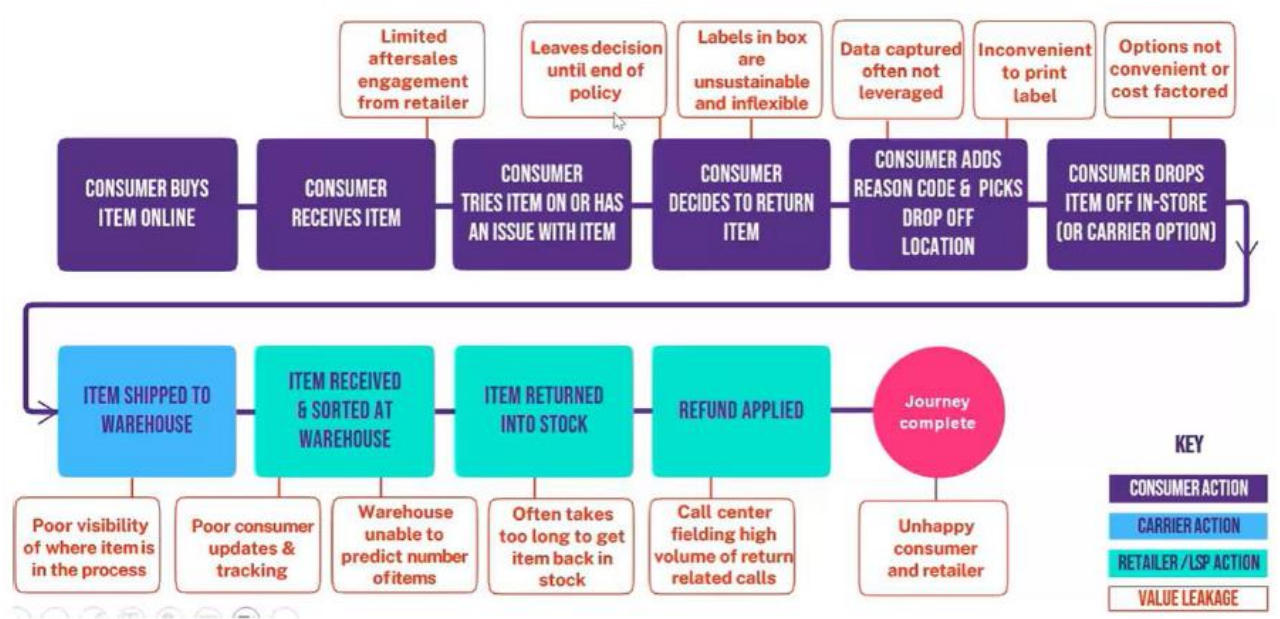 Limited
aftersales
engagement
from retailer
Leaves decision
until end of
policy
Labels in box
are
unsustainable
and inflexible
Data captured
often not
leveraged
Inconvenient
to print
label
Options not
convenient or
cost factored
CONSUMER BUYS
ITEM ONLINE
CONSUMER
RECEIVES ITEM
CONSUMER
TRIES ITEM ON OR HAS
AN ISSUE WITH ITEM
CONSUMER
DECIDES TO RETURN
ITEM
CONSUMER ADDS
REASON CODE & PICKS
DROP OFF
LOCATION
CONSUMER DROPS
ITEM OFF IN-STORE
(OR CARRIER OPTION)
ITEM SHIPPED TO
WAREHOUSE
ITEM RECEIVED
& SORTED AT
WAREHOUSE
ITEM RETURNED
INTO STOCK
REFUND APPLIED
Journey
complete
Poor visibility
of where item is
in the process
Poor consumer
updates &
tracking
Warehouse
unable to
predict number
of items
Often takes
too long to get
item back in
stock
Call center
fielding high
volume of return
related calls
Unhappy
consumer
and retailer
KEY
CONSUMER ACTION
CARRIER ACTION
RETAILER / LSP ACTION
VALUE LEAKAGE